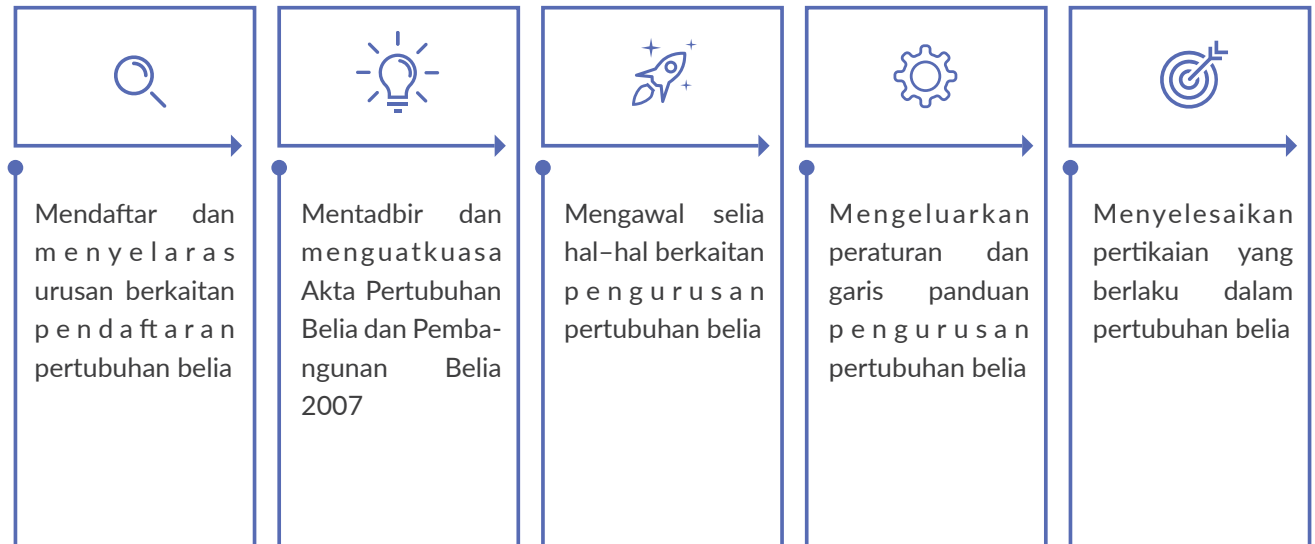 Mendaftar dan
menyelaras
urusan berkaitan
pendaftaran
pertubuhan belia
Mentadbir dan
menguatkuasa
Akta Pertubuhan
Belia dan Pemba-
ngunan Belia
2007
Mengawal selia
hal–hal berkaitan
pengurusan
pertubuhan belia
Mengeluarkan
peraturan dan
garis panduan
pengurusan
pertubuhan belia
Menyelesaikan
pertikaian yang
berlaku dalam
pertubuhan belia